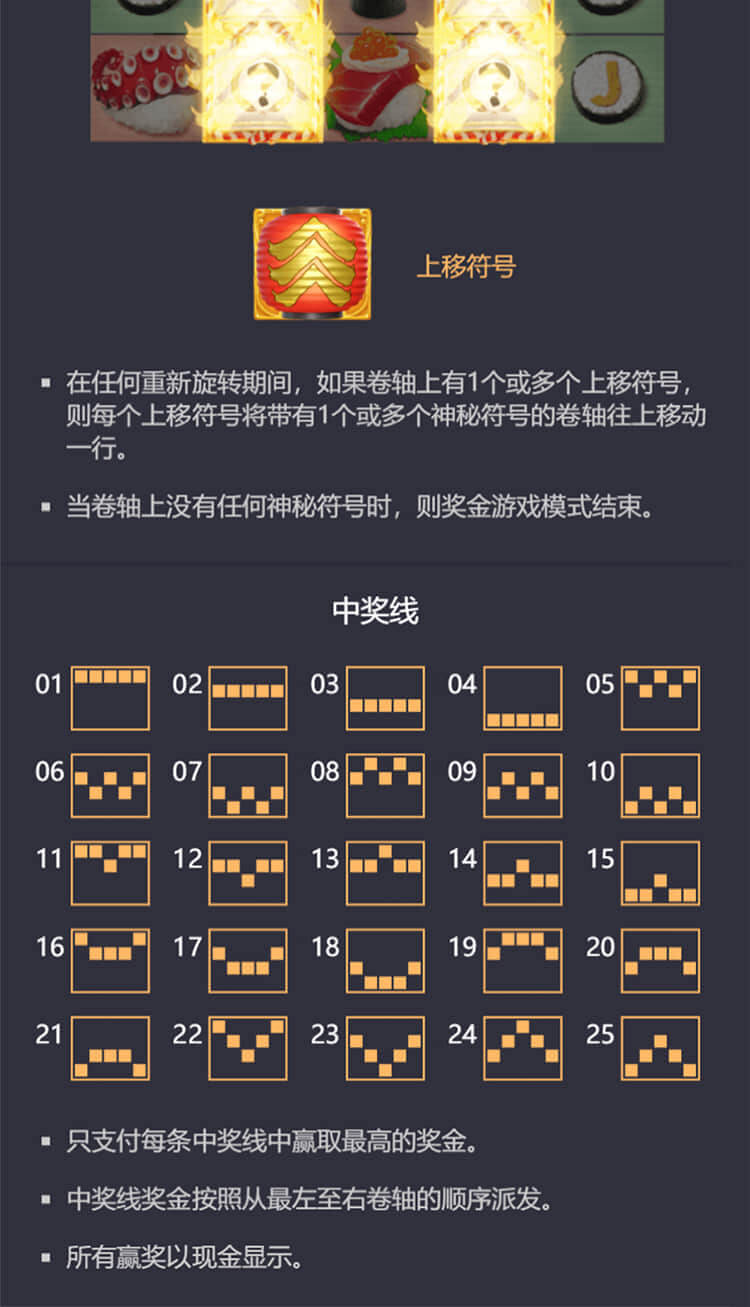 J
上移符号
在任何重新旋转期间，如果卷轴上有1个或多个上移符号，
则每个上移符号将带有1个或多个神秘符号的卷轴往上移动
一行。
当卷轴上没有任何神秘符号时，则奖金游戏模式结束。
中奖线
01 02 03 04 05
06 07 08 09 10
11 12 13 14 15
16 17 18 19 20
21 22 23 24 25
只支付每条中奖线中赢取最高的奖金。
中奖线奖金按照从最左至右卷轴的顺序派发。
所有赢奖以现金显示。